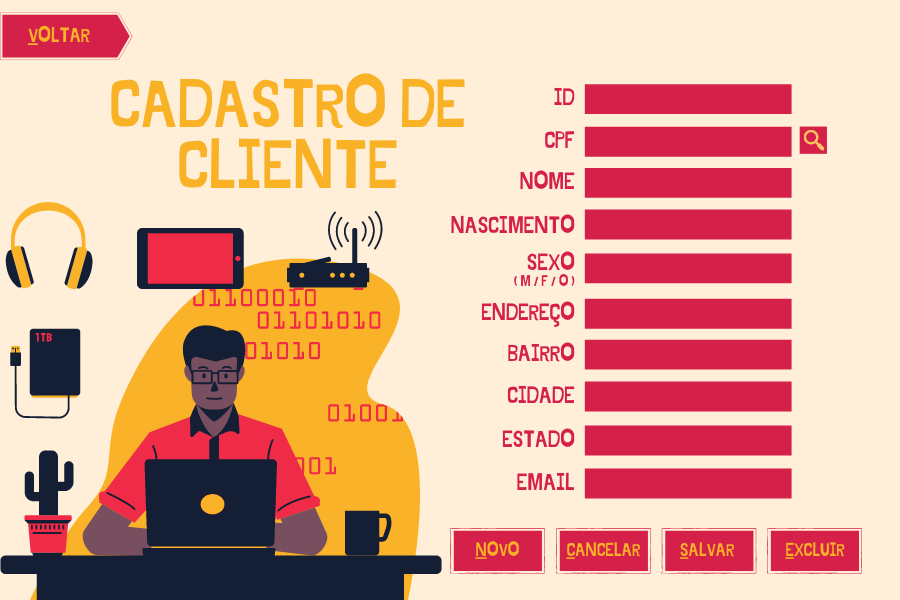 VOLTAR
CADASTRO DE
CLIENTE
ID
CPF
NOME
NASCIMENTO
SEXO
(M/F/O)
ENDEREÇO
BAIRRO
CIDADE
ESTADO
EMAIL
01100010
01101010
01010
1TB
01001
001
NOVO
CANCELAR
SALVAR
EXCLUIR